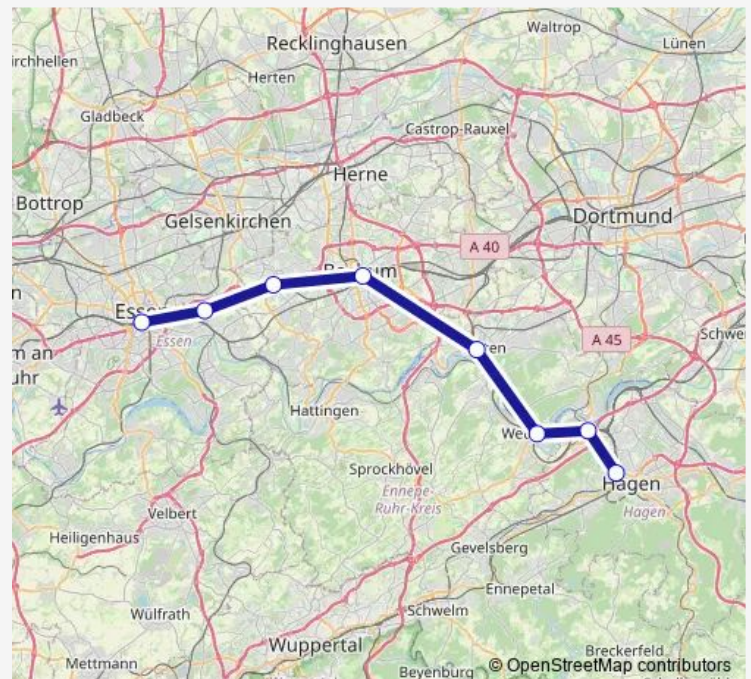 Recklinghausen
Waltrop
Lünen
irchhellen
Herten
Gladbeck
Castrop-Rauxel
Herne
Bottrop
Gelsenkirchen
Dortmund
A 40
n
Essen
A 45
Schwe
ren
m an
uhr
Essen
Hattingen
Wet
Sprockhövel
Ennepe-
Ruhr-Kreis
Hagen
Velbert
Hagen
Heiligenhaus
Gevelsberg
Ennepetal
Wülfrath
Schwelm
Wuppertal
Breckerfeld
Mettmann
Beyenburg
© OpenStreetMap contributors